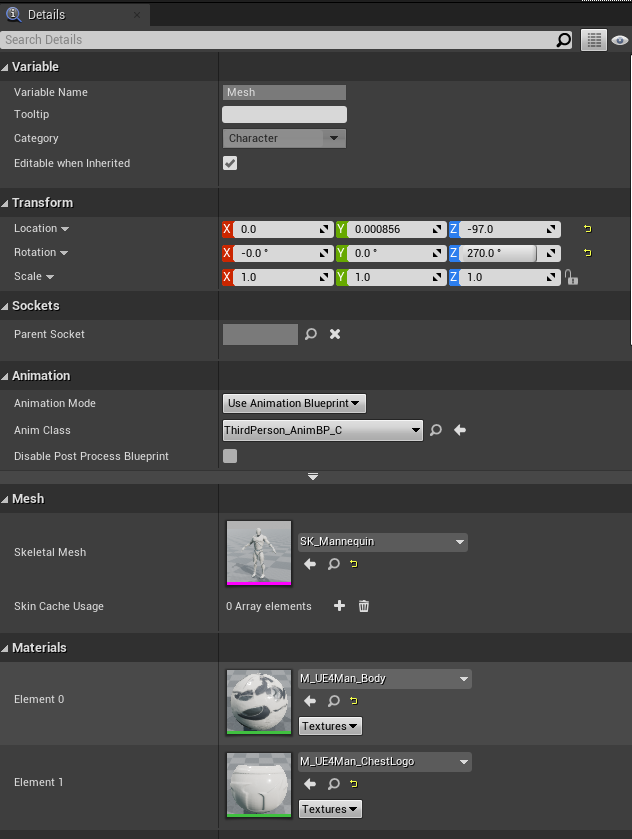 Details
Search Details
Variable
Variable Name Mesh
Tooltip
Category Character
Editable when Inherited
Transform
Location X 0.0 Y 0.000856 Z -97.0
Rotation X -0.0 ° Y 0.0 ° Z 270.0 °
Scale X 1.0 Y 1.0 Z 1.0
Sockets
Parent Socket
Animation
Animation Mode Use Animation Blueprint
Anim Class ThirdPerson_AnimBP_C
Disable Post Process Blueprint
Mesh
Skeletal Mesh SK_Mannequin
Skin Cache Usage 0 Array elements
Materials
Element 0 M_UE4Man_Body
Textures
Element 1 M_UE4Man_ChestLogo
Textures